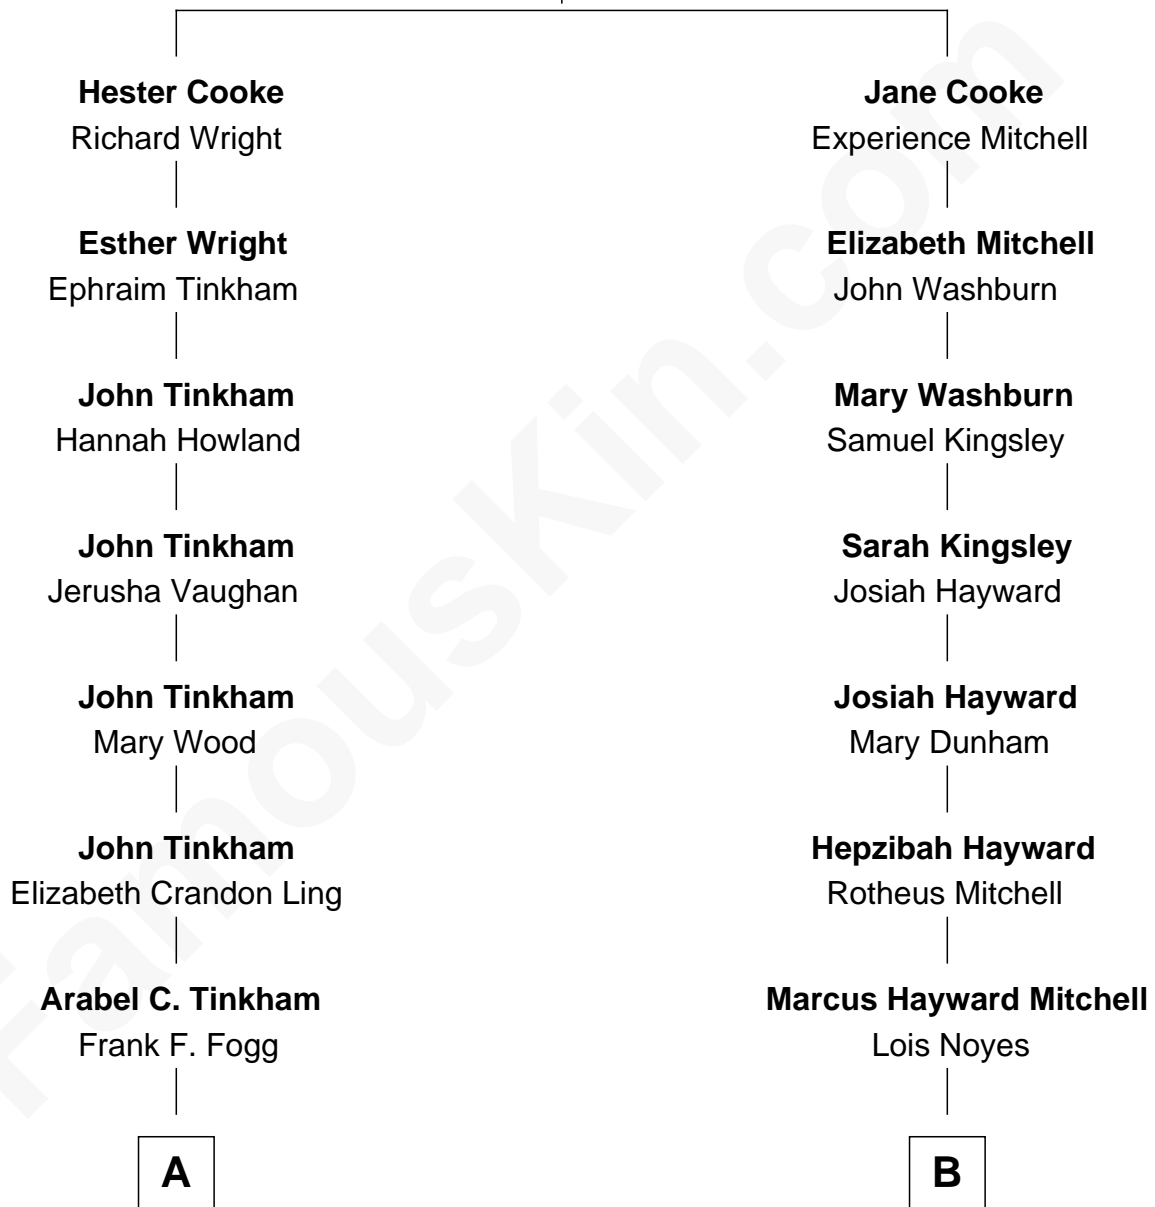 Hester Cooke
Richard Wright
Jane Cooke
Experience Mitchell
Esther Wright
Ephraim Tinkham
Elizabeth Mitchell
John Washburn
John Tinkham
Hannah Howland
Mary Washburn
Samuel Kingsley
John Tinkham
Jerusha Vaughan
Sarah Kingsley
Josiah Hayward
John Tinkham
Mary Wood
Josiah Hayward
Mary Dunham
John Tinkham
Elizabeth Crandon Ling
Hepzibah Hayward
Rotheus Mitchell
Arabel C. Tinkham
Frank F. Fogg
Marcus Hayward Mitchell
Lois Noyes
A
B
FamousKin.com